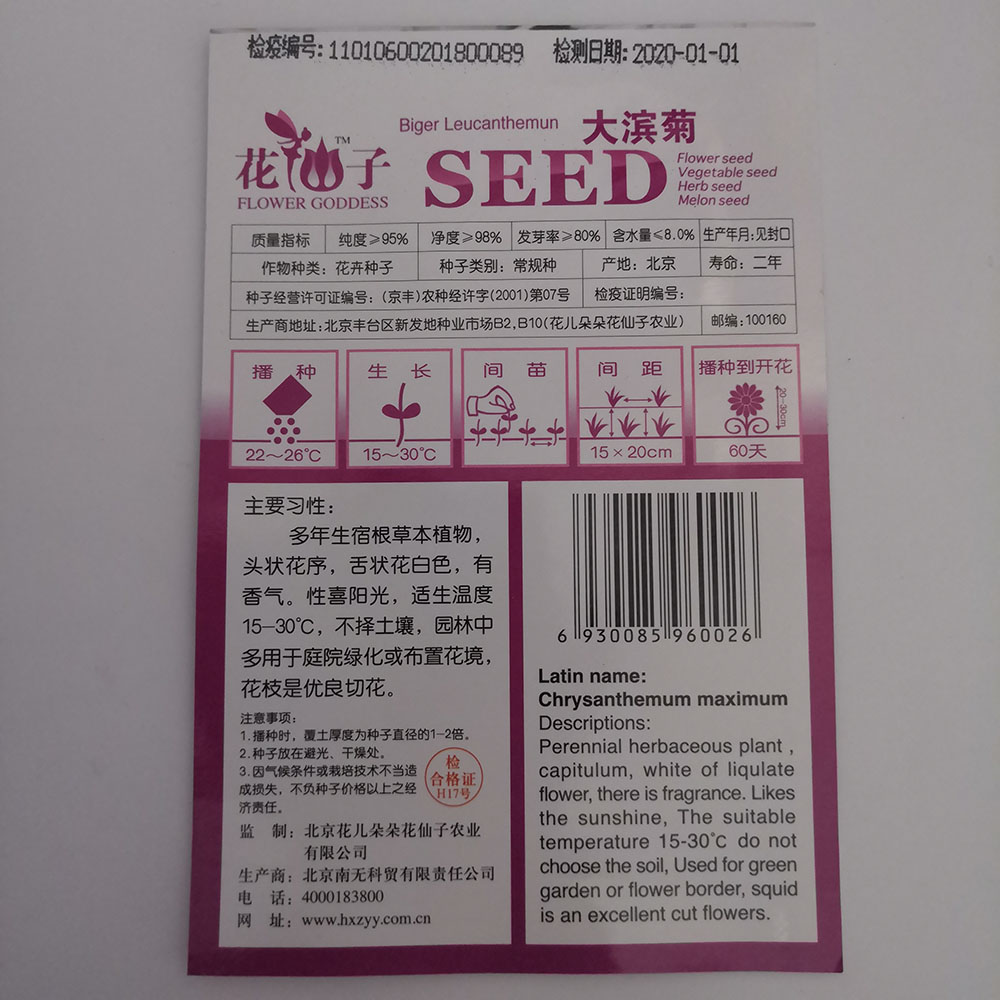 检疫编号:11010600201800089 检测日期:2020-01-01
Biger Leucanthemun 大滨菊
花仙子™
FLOWER GODDESS
SEED
Flower seed
Vegetable seed
Herb seed
Melon seed
质量指标 纯度≥95% 净度≥98% 发芽率≥80% 含水量≤8.0% 生产年月:见封口
作物种类：花卉种子 种子类别：常规种 产地：北京 寿命：二年
种子经营许可证编号：(京丰)农种经许字(2001)第07号 检疫证明编号：
生产商地址:北京丰台区新发地种业市场B2,B10(花儿朵朵花仙子农业) 邮编:100160
播 种 生 长 间 苗 间 距 播种到开花
20-30cm
22～26℃ 15～30℃ 15×20cm 60天
主要习性：
多年生宿根草本植物，
头状花序，舌状花白色，有
香气。性喜阳光，适生温度
15-30℃，不择土壤，园林中
多用于庭院绿化或布置花境，
花枝是优良切花。
注意事项：
1.播种时，覆土厚度为种子直径的1-2倍。
2.种子放在避光、干燥处。
3.因气候条件或栽培技术不当造
成损失，不负种子价格以上之经
济责任。
检
合格证
H17号
监 制：北京花儿朵朵花仙子农业
有限公司
生产商：北京南无科贸有限责任公司
电 话：4000183800
网 址：www.hxzyy.com.cn
6 930085 960026
Latin name:
Chrysanthemum maximum
Descriptions:
Perennial herbaceous plant ,
capitulum, white of liqulate
flower, there is fragrance. Likes
the sunshine, The suitable
temperature 15-30℃ do not
choose the soil, Used for green
garden or flower border, squid
is an excellent cut flowers.